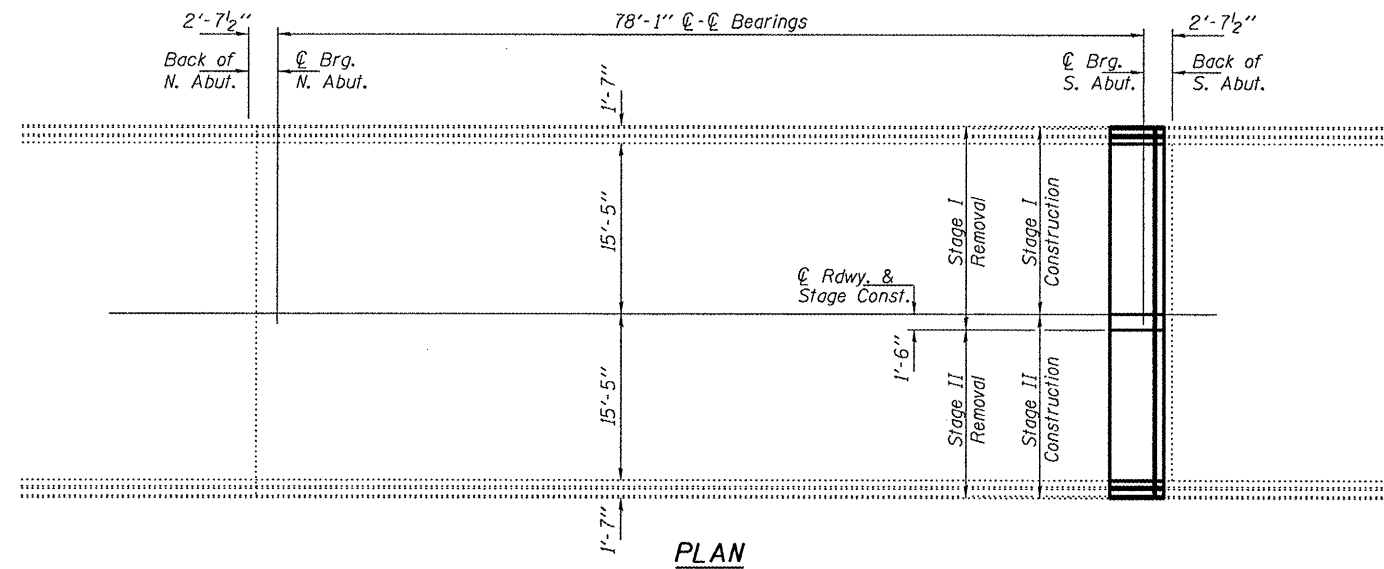 2'-7½"
78'-1" ℄-℄ Bearings
2'-7½"
Back of
N. Abut.
℄ Brg.
N. Abut.
℄ Brg.
S. Abut.
Back of
S. Abut.
1'-7"
15'-5"
Stage I
Removal
Stage I
Construction
℄ Rdwy. &
Stage Const.
1'-6"
15'-5"
Stage II
Removal
Stage II
Construction
1'-7"
PLAN